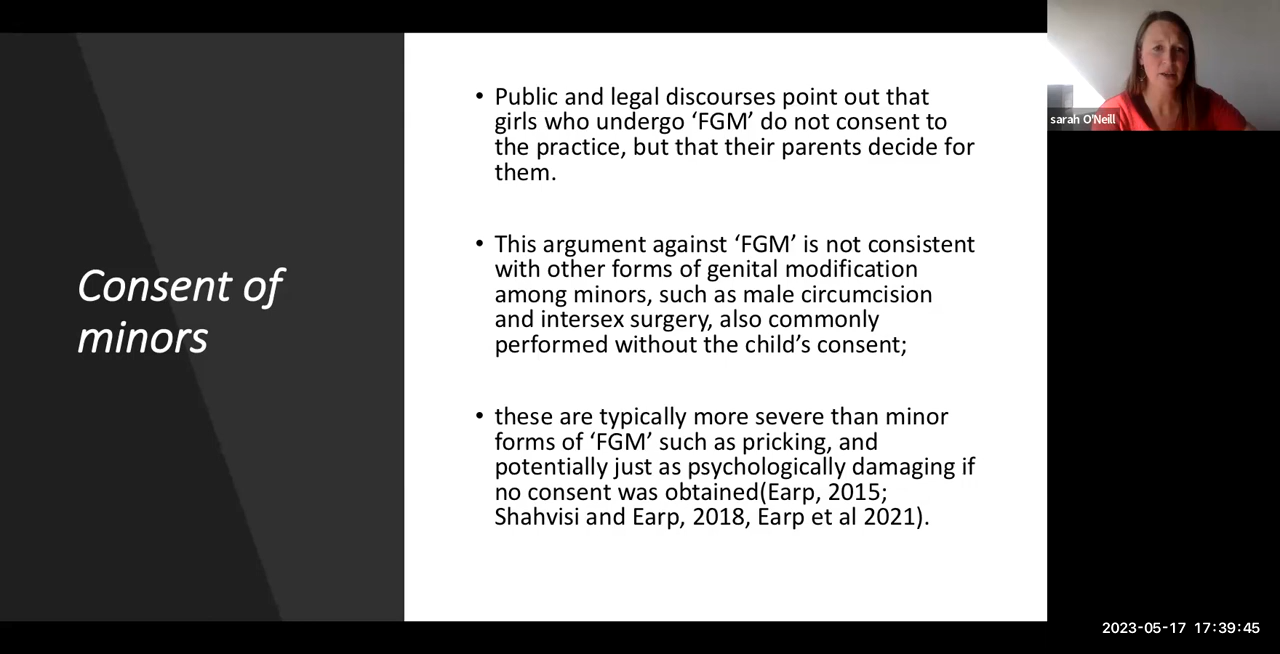 Consent of
minors
• Public and legal discourses point out that
girls who undergo ‘FGM’ do not consent to
the practice, but that their parents decide for
them.
• This argument against ‘FGM’ is not consistent
with other forms of genital modification
among minors, such as male circumcision
and intersex surgery, also commonly
performed without the child’s consent;
• these are typically more severe than minor
forms of ‘FGM’ such as pricking, and
potentially just as psychologically damaging if
no consent was obtained(Earp, 2015;
Shahvisi and Earp, 2018, Earp et al 2021).
sarah O'Neill
2023-05-17 17:39:45